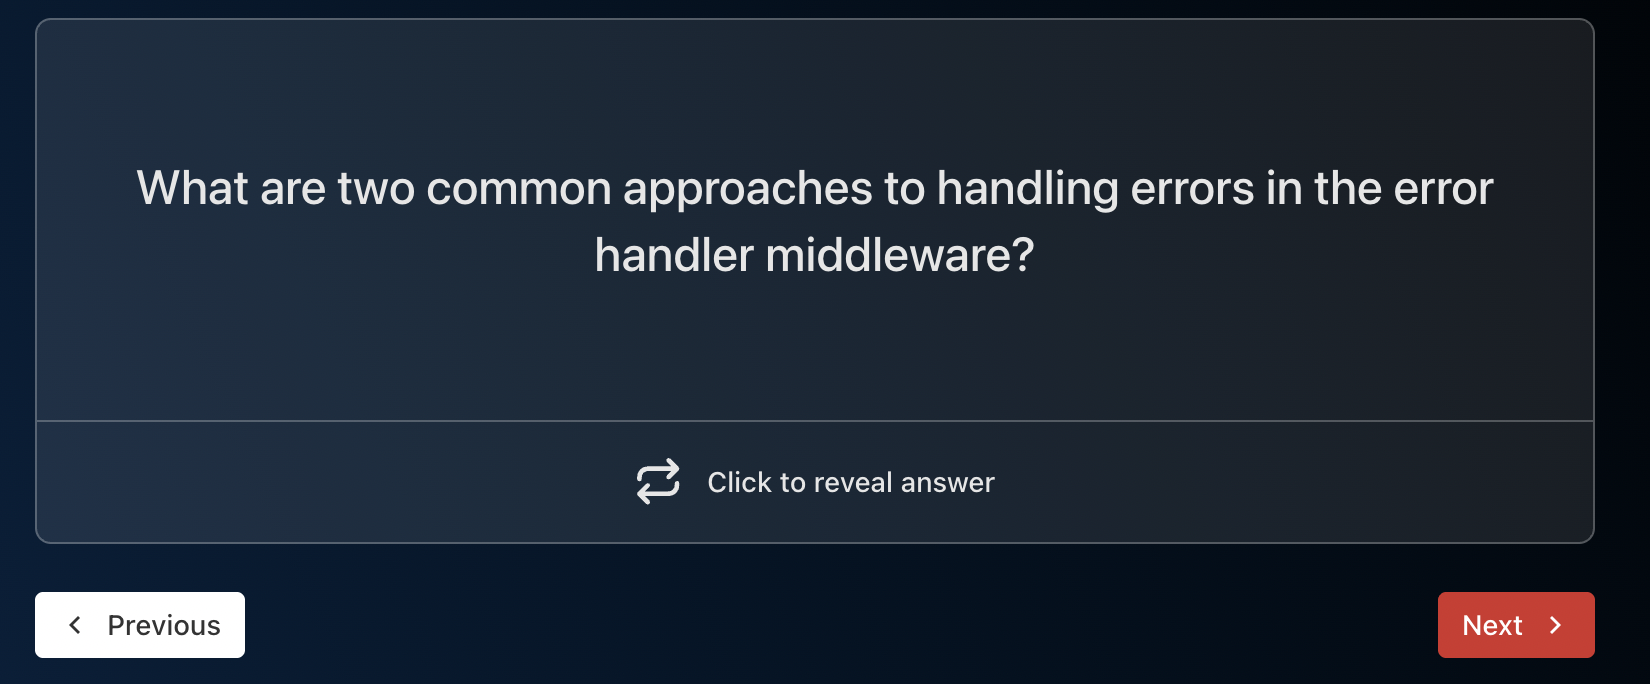 What are two common approaches to handling errors in the error
handler middleware?
Click to reveal answer
Previous
Next